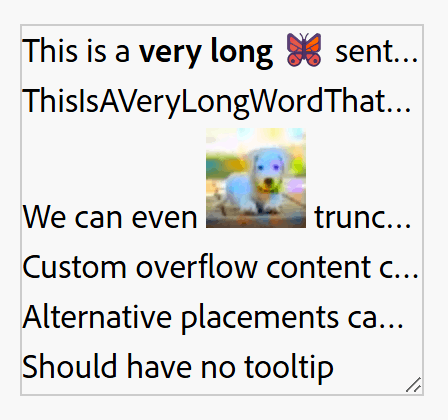 This is a very long 🦋 sent…
ThisIsAVeryLongWordThat…
We can even trunc…
Custom overflow content c…
Alternative placements ca…
Should have no tooltip